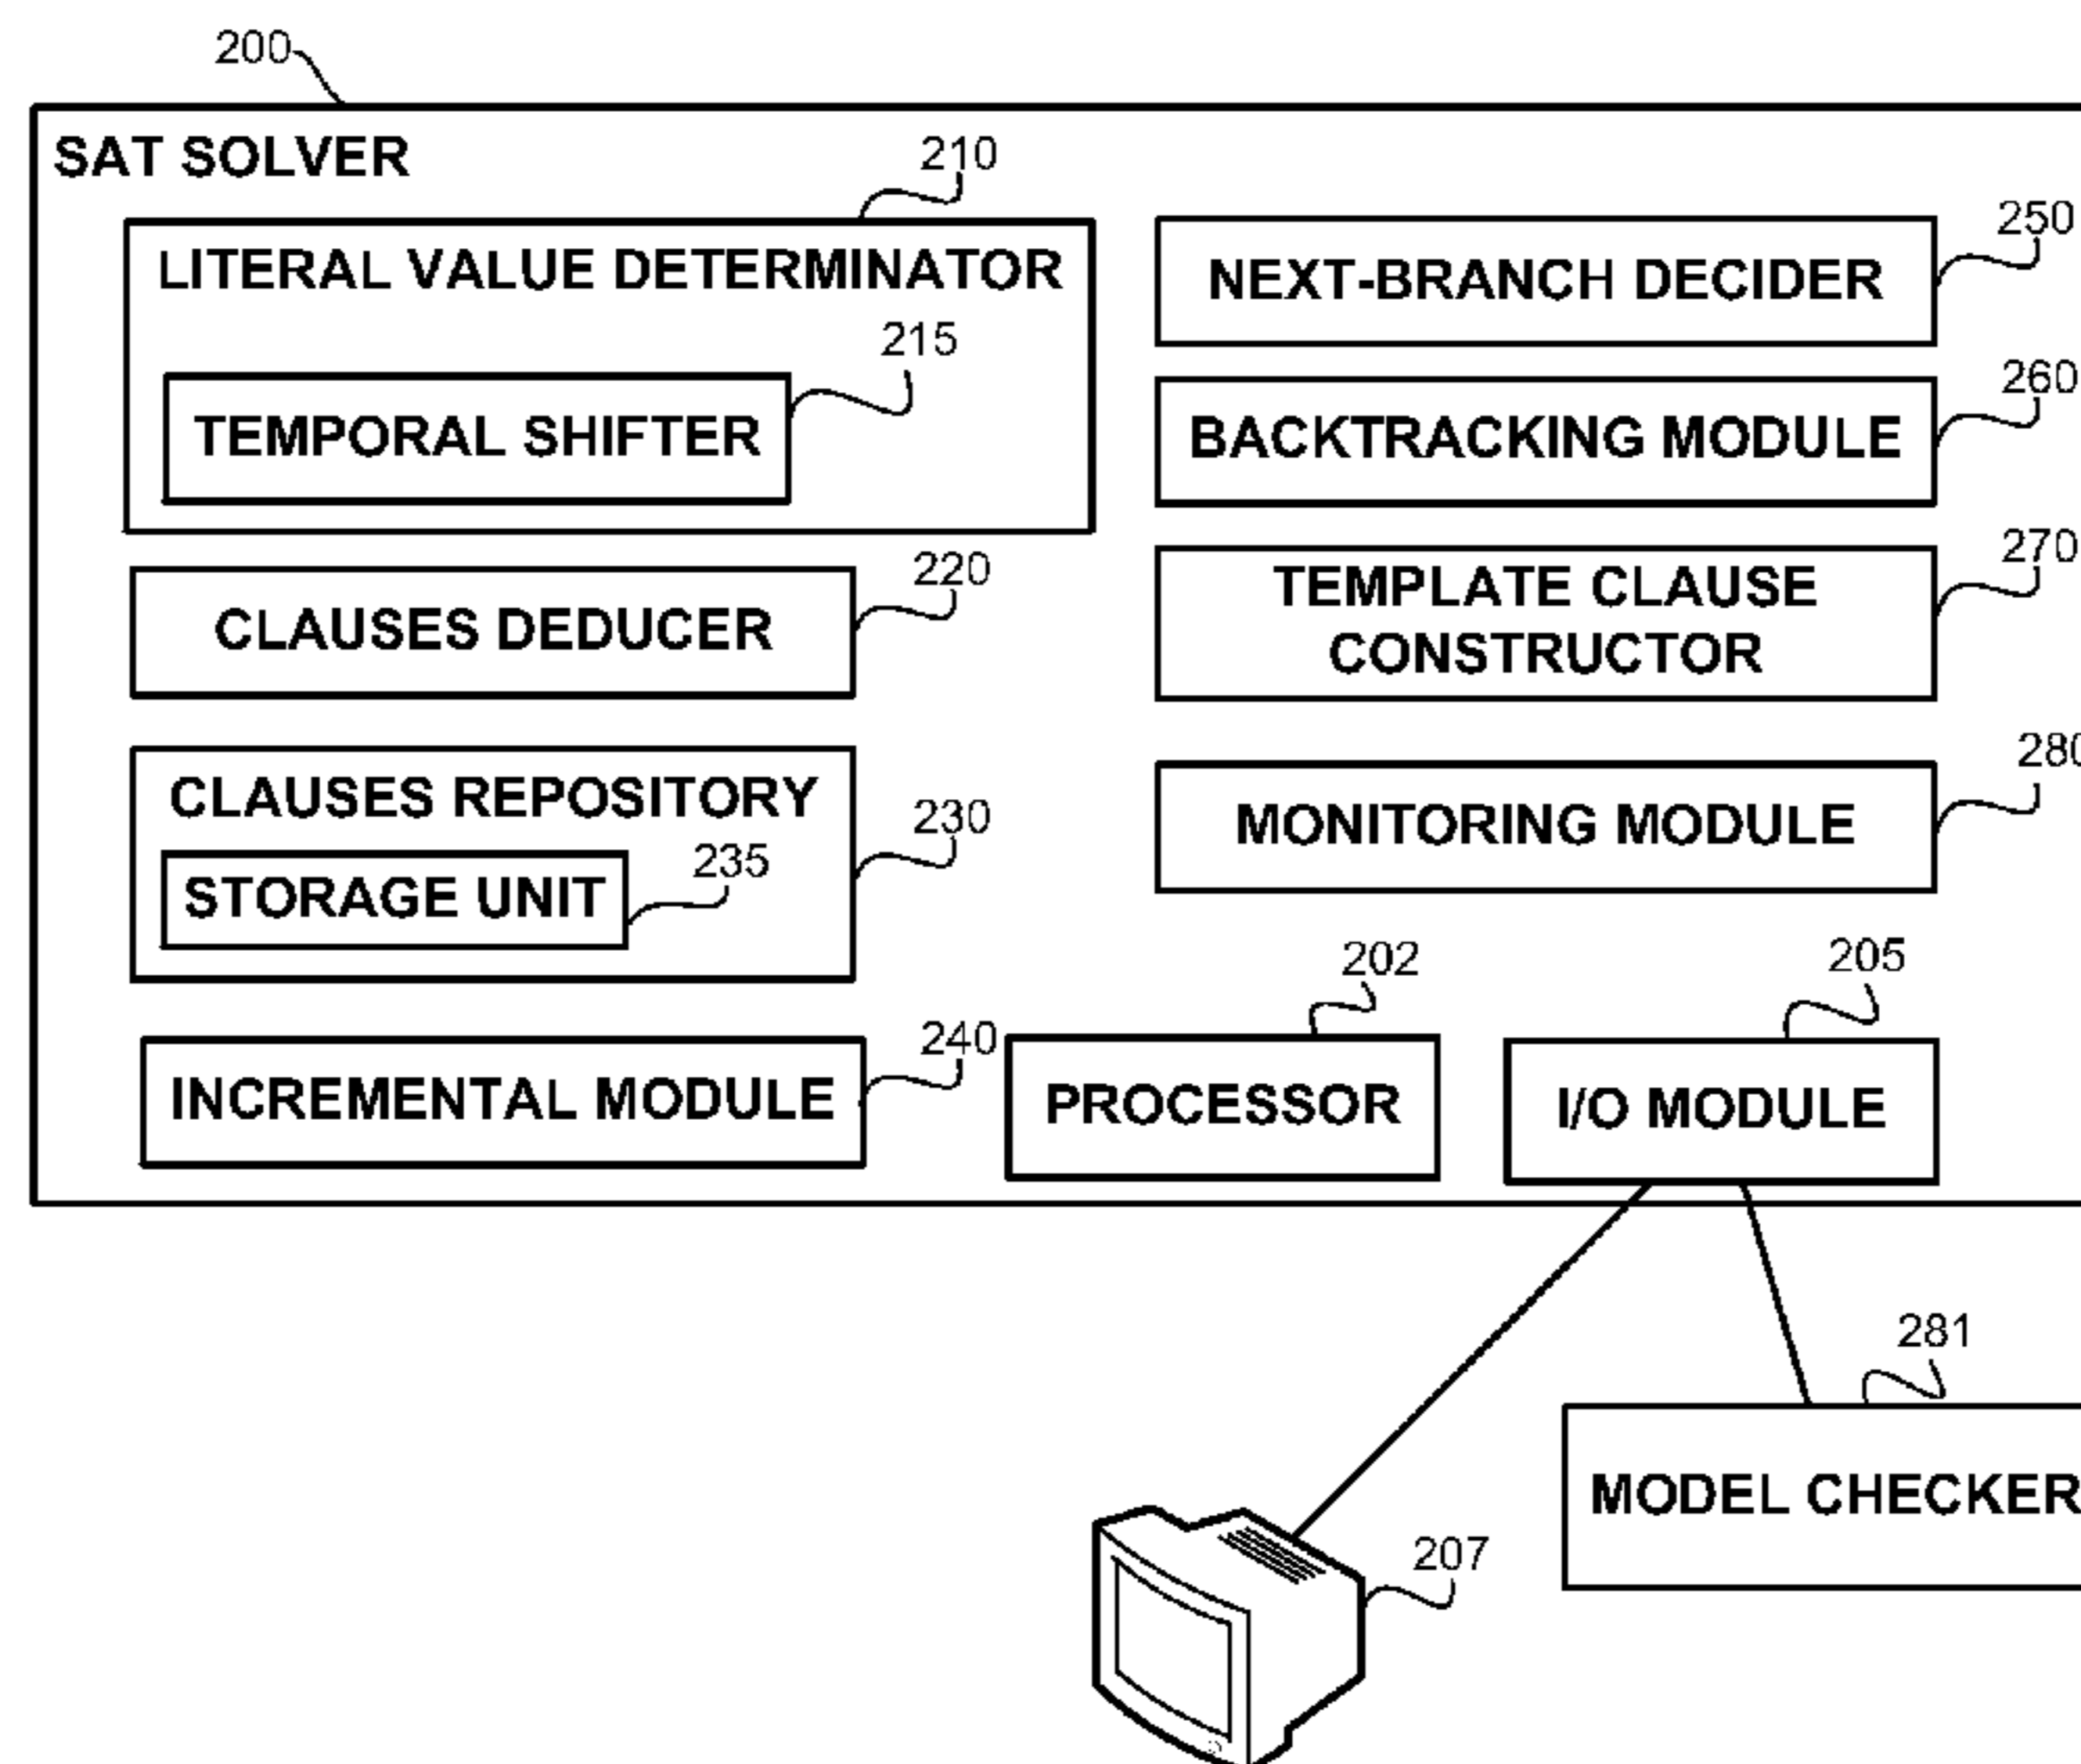 200
SAT SOLVER
210
LITERAL VALUE DETERMINATOR
215
TEMPORAL SHIFTER
220
CLAUSES DEDUCER
CLAUSES REPOSITORY
230
235
STORAGE UNIT
240
INCREMENTAL MODULE
250
NEXT-BRANCH DECIDER
260
BACKTRACKING MODULE
270
TEMPLATE CLAUSE
CONSTRUCTOR
280
MONITORING MODULE
202
PROCESSOR
205
I/O MODULE
281
MODEL CHECKER
207